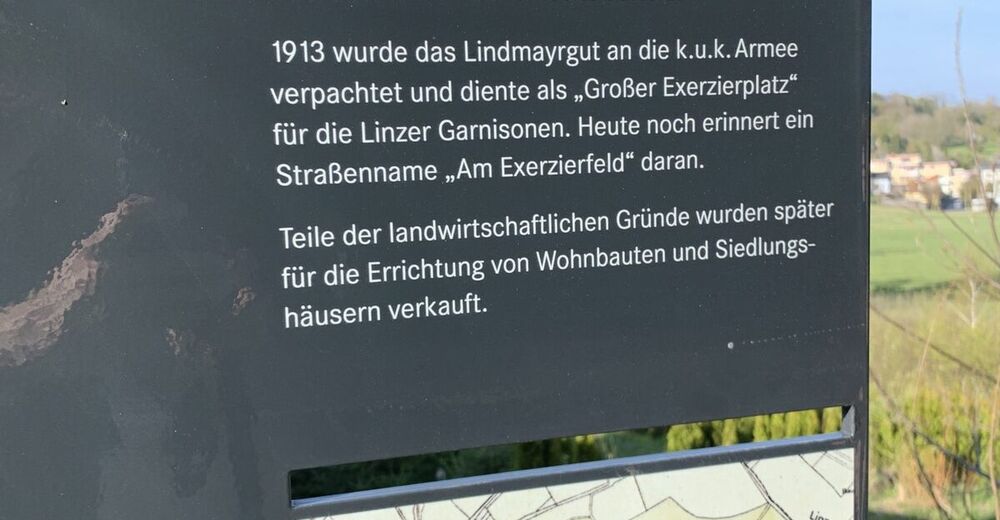 1913 wurde das Lindmayrgut an die k.u.k. Armee
verpachtet und diente als „Großer Exerzierplatz“
für die Linzer Garnisonen. Heute noch erinnert ein
Straßenname „Am Exerzierfeld“ daran.
Teile der landwirtschaftlichen Gründe wurden später
für die Errichtung von Wohnbauten und Siedlungs-
häusern verkauft.